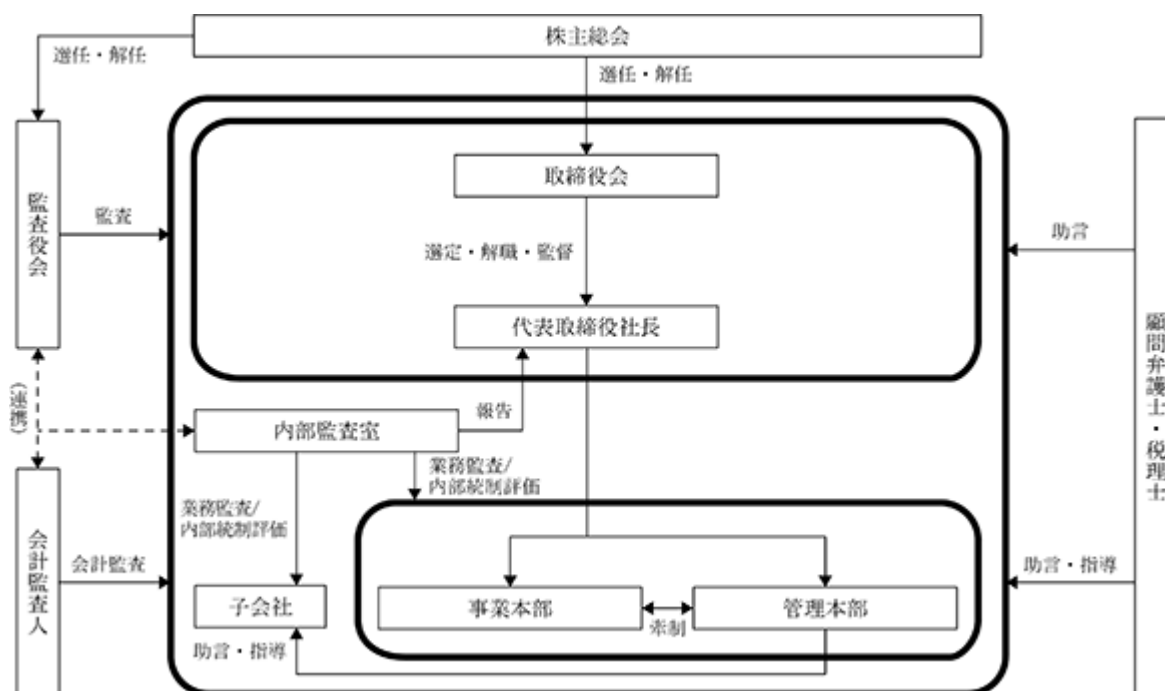 株主総会
選任・解任
選任・解任
取締役会
監査役会
監査
助言
選定・解職・監督
代表取締役社長
顧問弁護士・税理士
(連携)
内部監査室
報告
業務監査/
内部統制評価
業務監査/
内部統制評価
会計監査人
会計監査
助言・指導
子会社
事業本部
牽制
管理本部
助言・指導